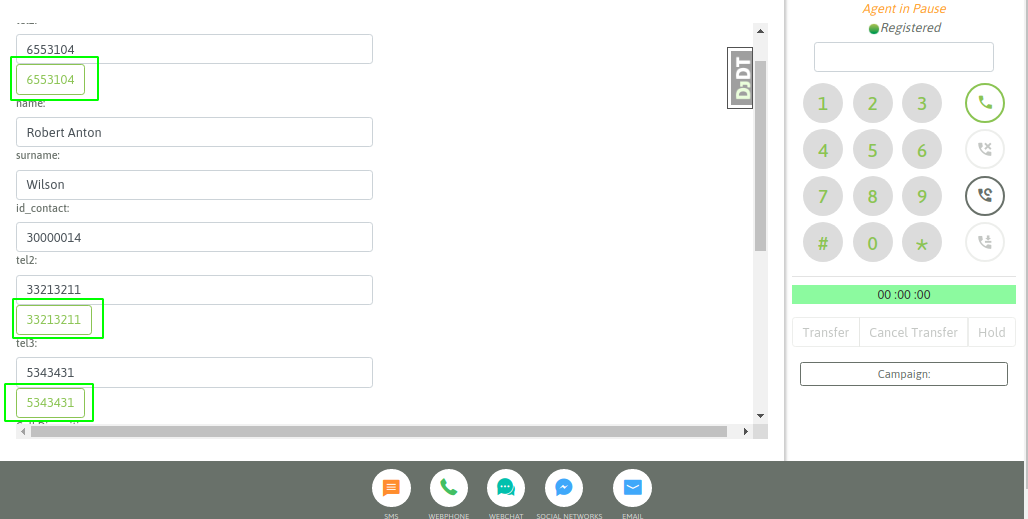 6553104
6553104
name:
Robert Anton
surname:
Wilson
id_contact:
30000014
tel2:
33213211
33213211
tel3:
5343431
5343431
DJDT
Agent in Pause
Registered
1 2 3
4 5 6
7 8 9
# 0 *
00 :00 :00
Transfer Cancel Transfer Hold
Campaign:
SMS WEBPHONE WEBCHAT SOCIAL NETWORKS EMAIL